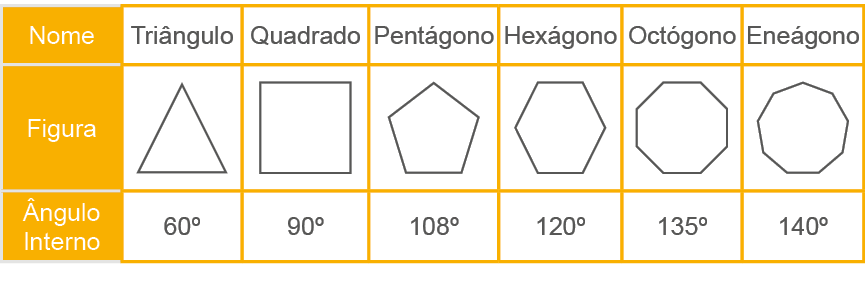 Nome Triângulo Quadrado Pentágono Hexágono Octógono Eneágono
Figura
Ângulo
Interno 60º 90º 108º 120º 135º 140º